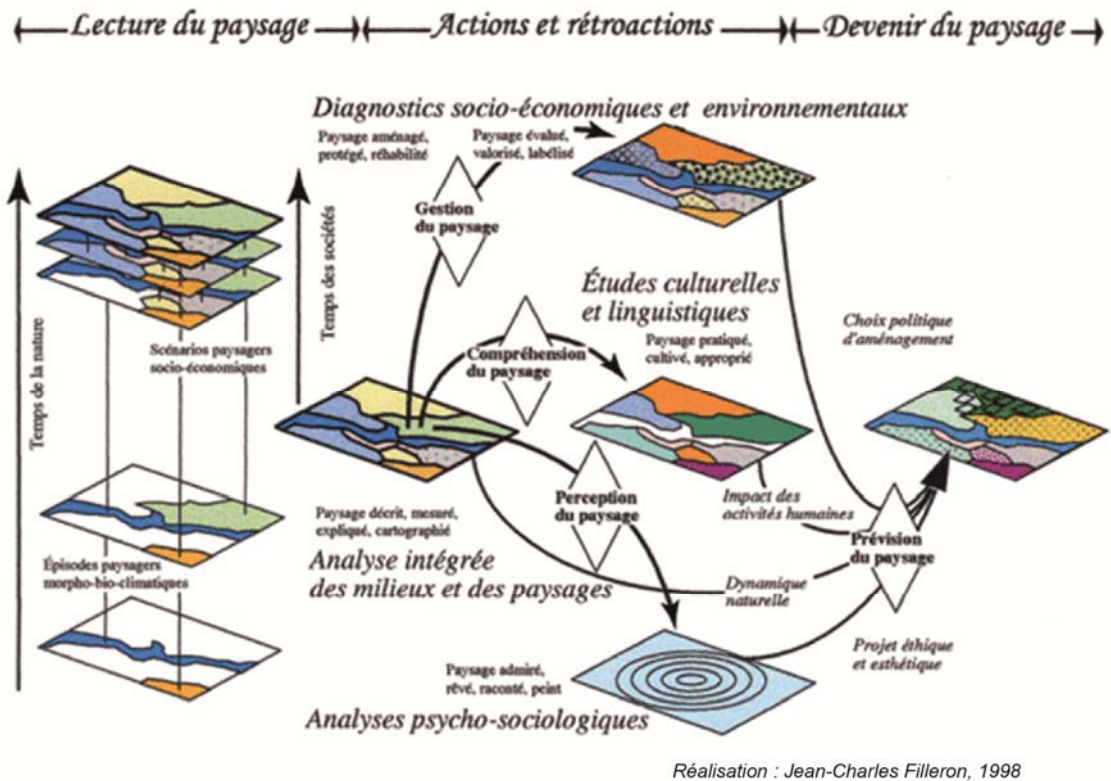 Lecture du paysage
Actions et rétroactions
Devenir du paysage
Diagnostics socio-économiques et environnementaux
Paysage aménagé,
protégé, réhabilité
Paysage évalué,
valorisé, labélisé
Gestion
du paysage
Temps de la nature
Temps des sociétés
Scénarios paysagers
socio-économiques
Études culturelles
et linguistiques
Paysage pratiqué,
cultivé, approprié
Compréhension
du paysage
Choix politique
d'aménagement
Perception
du paysage
Impact des
activités humaines
Prévision
du paysage
Paysage décrit, mesuré,
expliqué, cartographié
Analyse intégrée
des milieux et des paysages
Épisodes paysagers
morpho-bio-climatiques
Dynamique
naturelle
Projet éthique
et esthétique
Paysage admiré,
rêvé, raconté, peint
Analyses psycho-sociologiques
Réalisation : Jean-Charles Filleron, 1998